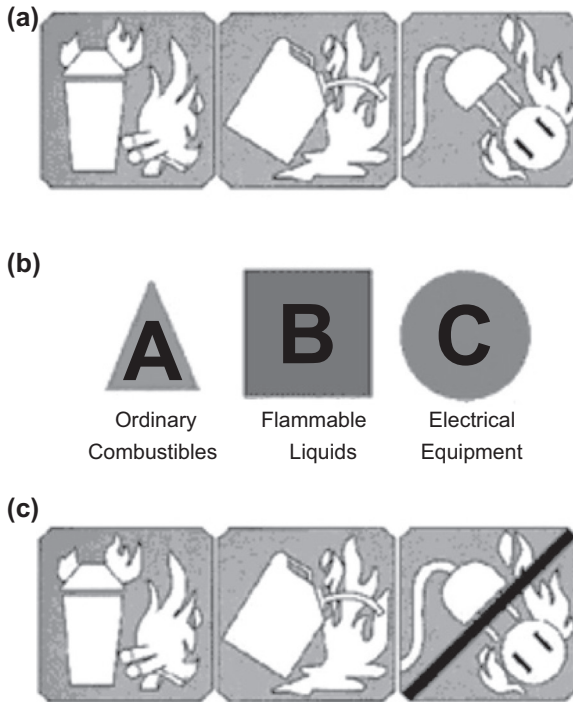 (a)
(b)
A B C
Ordinary Combustibles
Flammable Liquids
Electrical Equipment
(c)